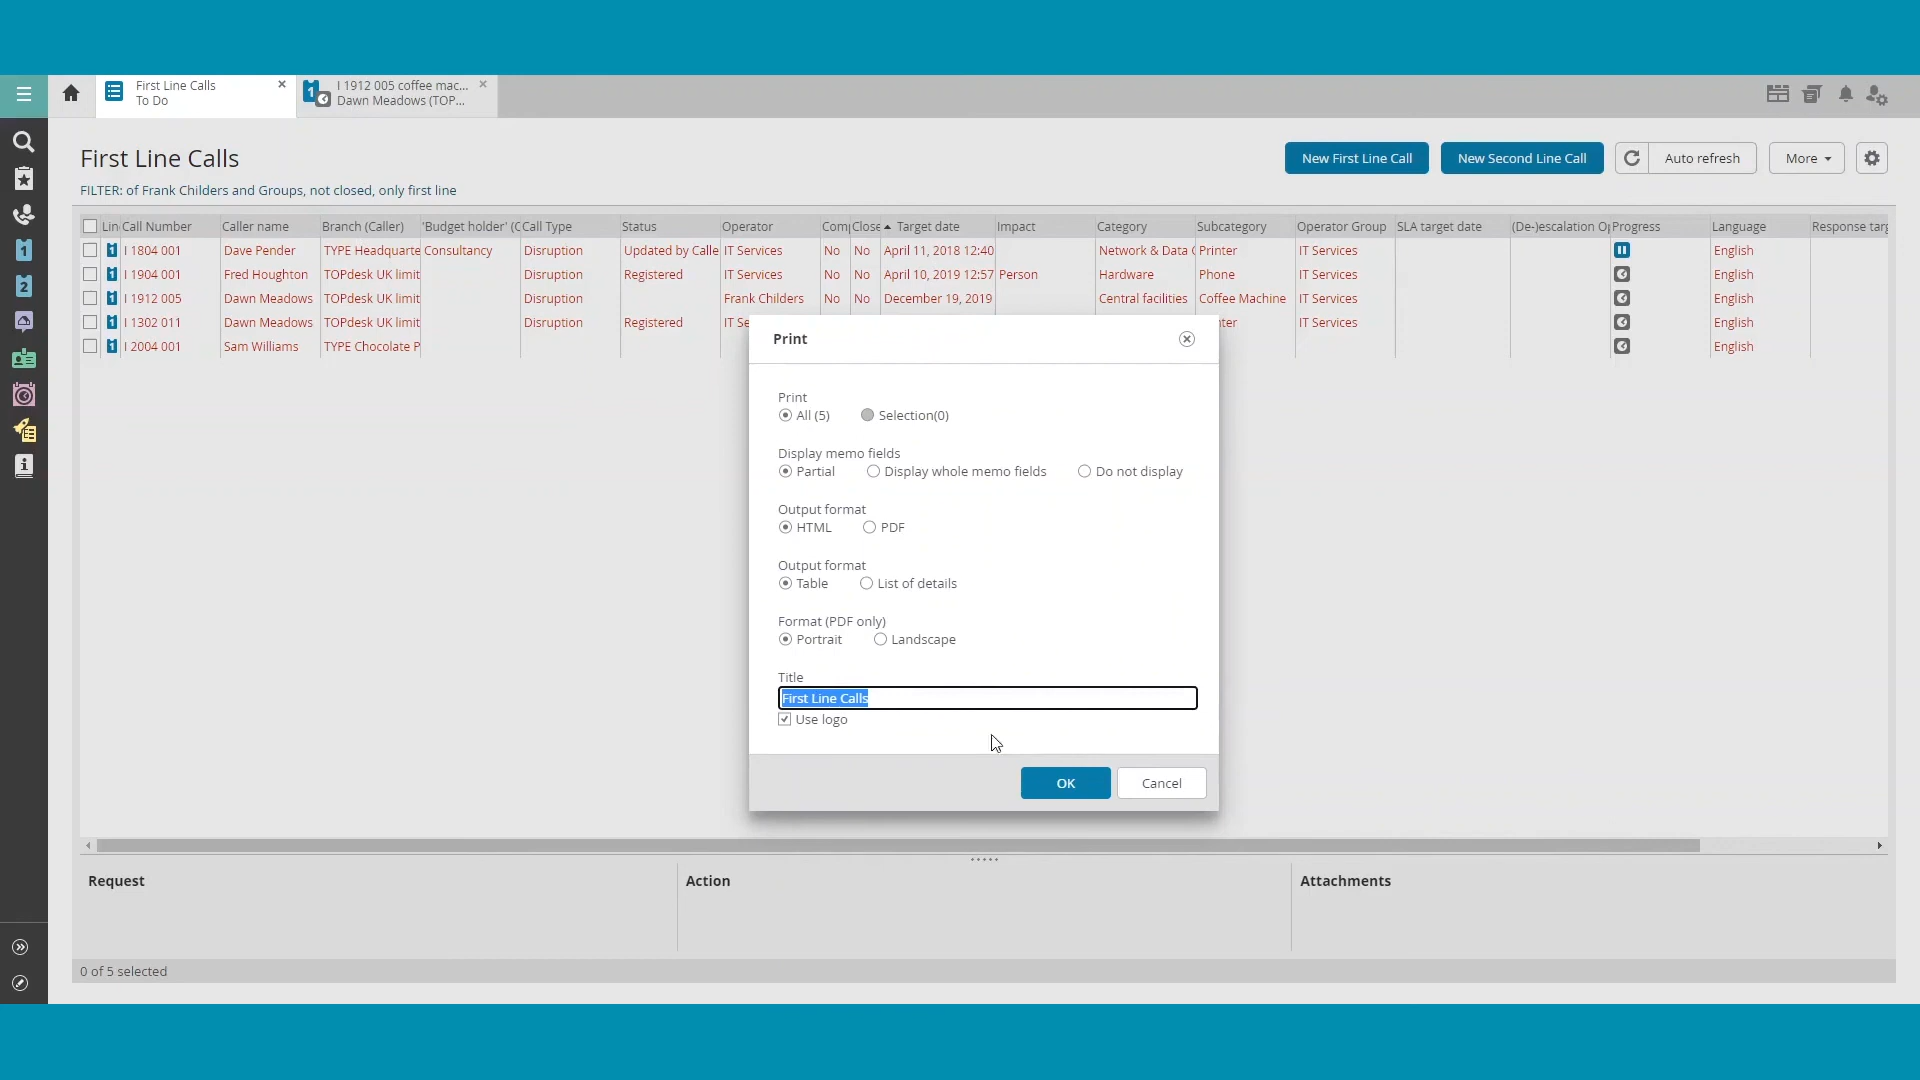 First Line Calls
To Do
I 1912 005 coffee mac...
Dawn Meadows (TOP...
First Line Calls
New First Line Call
New Second Line Call
Auto refresh
More
FILTER: of Frank Childers and Groups, not closed, only first line
Lin Call Number Caller name Branch (Caller) 'Budget holder' (C Call Type Status Operator Com Close Target date Impact Category Subcategory Operator Group SLA target date (De-)escalation Op Progress Language Response targ
1 I 1804 001 Dave Pender TYPE Headquarte Consultancy Disruption Updated by Calle IT Services No No April 11, 2018 12:40 Network & Data Printer IT Services English
1 I 1904 001 Fred Houghton TOPdesk UK limit Disruption Registered IT Services No No April 10, 2019 12:57 Person Hardware Phone IT Services English
1 I 1912 005 Dawn Meadows TOPdesk UK limit Disruption Frank Childers No No December 19, 2019 Central facilities Coffee Machine IT Services English
1 I 1302 011 Dawn Meadows TOPdesk UK limit Disruption Registered IT Se nter IT Services English
1 I 2004 001 Sam Williams TYPE Chocolate P English
1
2
Print
Print
All (5) Selection(0)
Display memo fields
Partial Display whole memo fields Do not display
Output format
HTML PDF
Output format
Table List of details
Format (PDF only)
Portrait Landscape
Title
First Line Calls
Use logo
OK Cancel
Request Action Attachments
0 of 5 selected